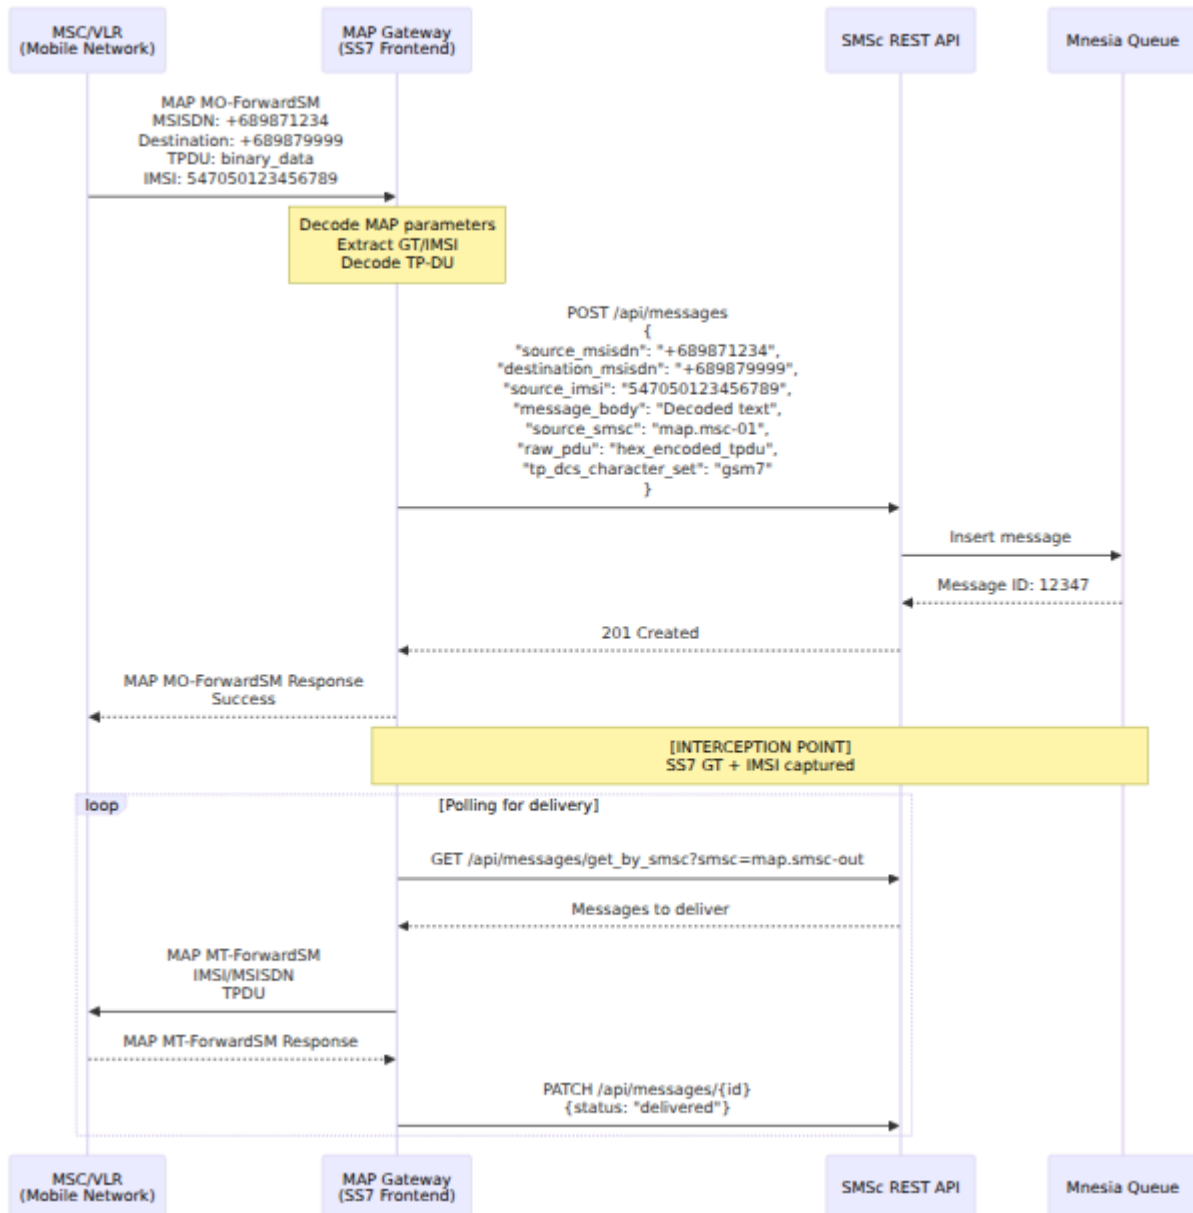 MSC/VLR
(Mobile Network)
MAP Gateway
(SS7 Frontend)
SMSc REST API
Mnesia Queue
MAP MO-ForwardSM
MSISDN: +689871234
Destination: +689879999
TPDU: binary_data
IMSI: 547050123456789
Decode MAP parameters
Extract GT/IMSI
Decode TP-DU
POST /api/messages
{
"source_msisdn": "+689871234",
"destination_msisdn": "+689879999",
"source_imsi": "547050123456789",
"message_body": "Decoded text",
"source_smsc": "map.msc-01",
"raw_pdu": "hex_encoded_tpdu",
"tp_dcs_character_set": "gsm7"
}
Insert message
Message ID: 12347
201 Created
MAP MO-ForwardSM Response
Success
[INTERCEPTION POINT]
SS7 GT + IMSI captured
loop
[Polling for delivery]
GET /api/messages/get_by_smsc?smsc=map.smsc-out
Messages to deliver
MAP MT-ForwardSM
IMSI/MSISDN
TPDU
MAP MT-ForwardSM Response
PATCH /api/messages/{id}
{status: "delivered"}
MSC/VLR
(Mobile Network)
MAP Gateway
(SS7 Frontend)
SMSc REST API
Mnesia Queue